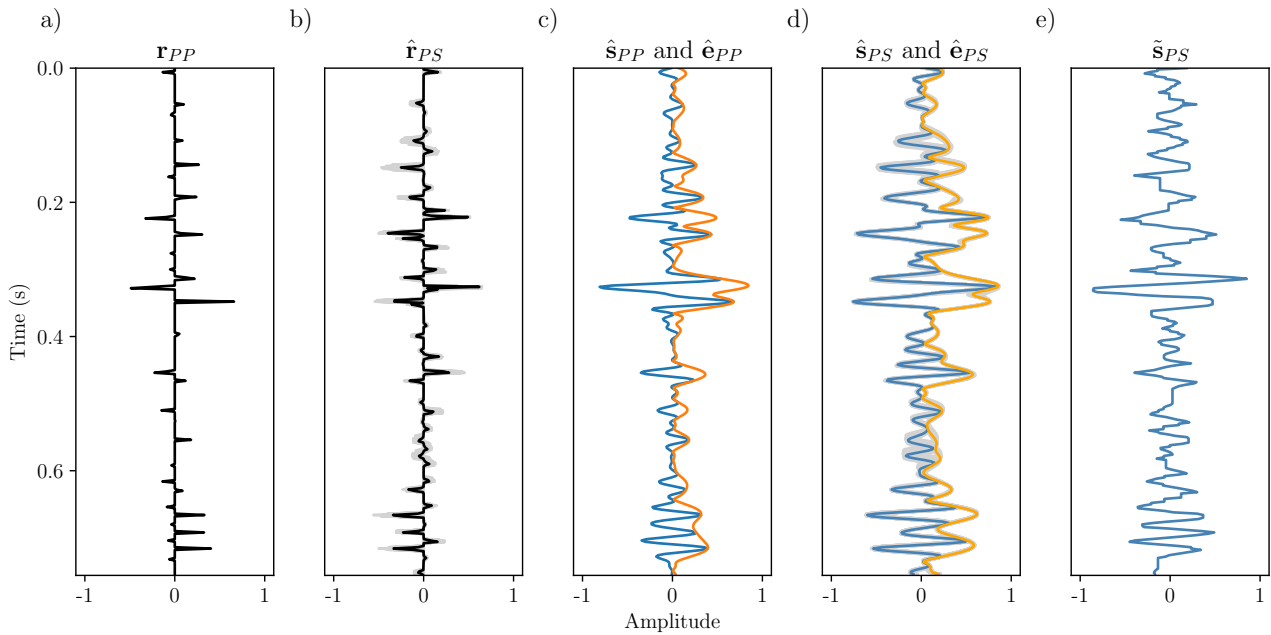 a) b) c) d) e)
𝐫_PP 𝐫̂_PS 𝐬̂_PP and 𝐞̂_PP 𝐬̂_PS and 𝐞̂_PS 𝐬̃_PS
0.0
0.2
0.4
0.6
Time (s)
-1 0 1 -1 0 1 -1 0 1 -1 0 1 -1 0 1
Amplitude